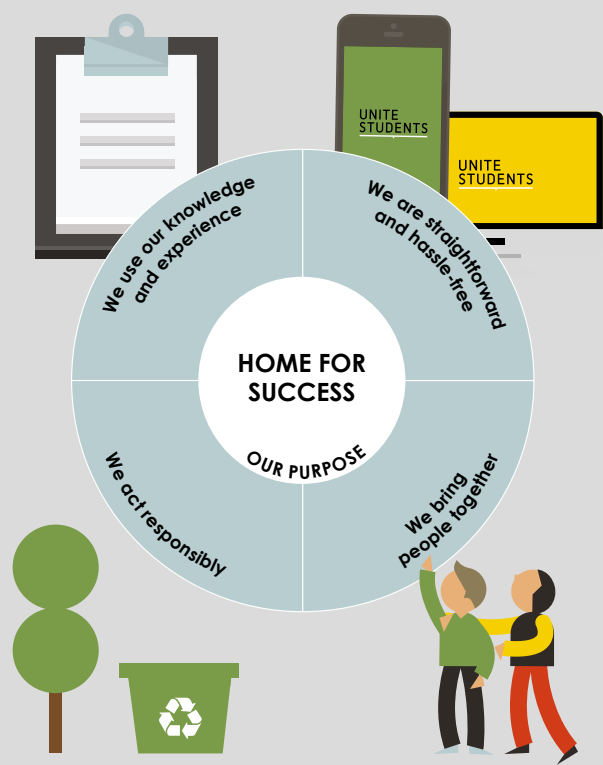 UNITE
STUDENTS
UNITE
STUDENTS
We use our knowledge
and experience
We are straightforward
and hassle-free
HOME FOR
SUCCESS
OUR PURPOSE
We act responsibly
We bring
people together